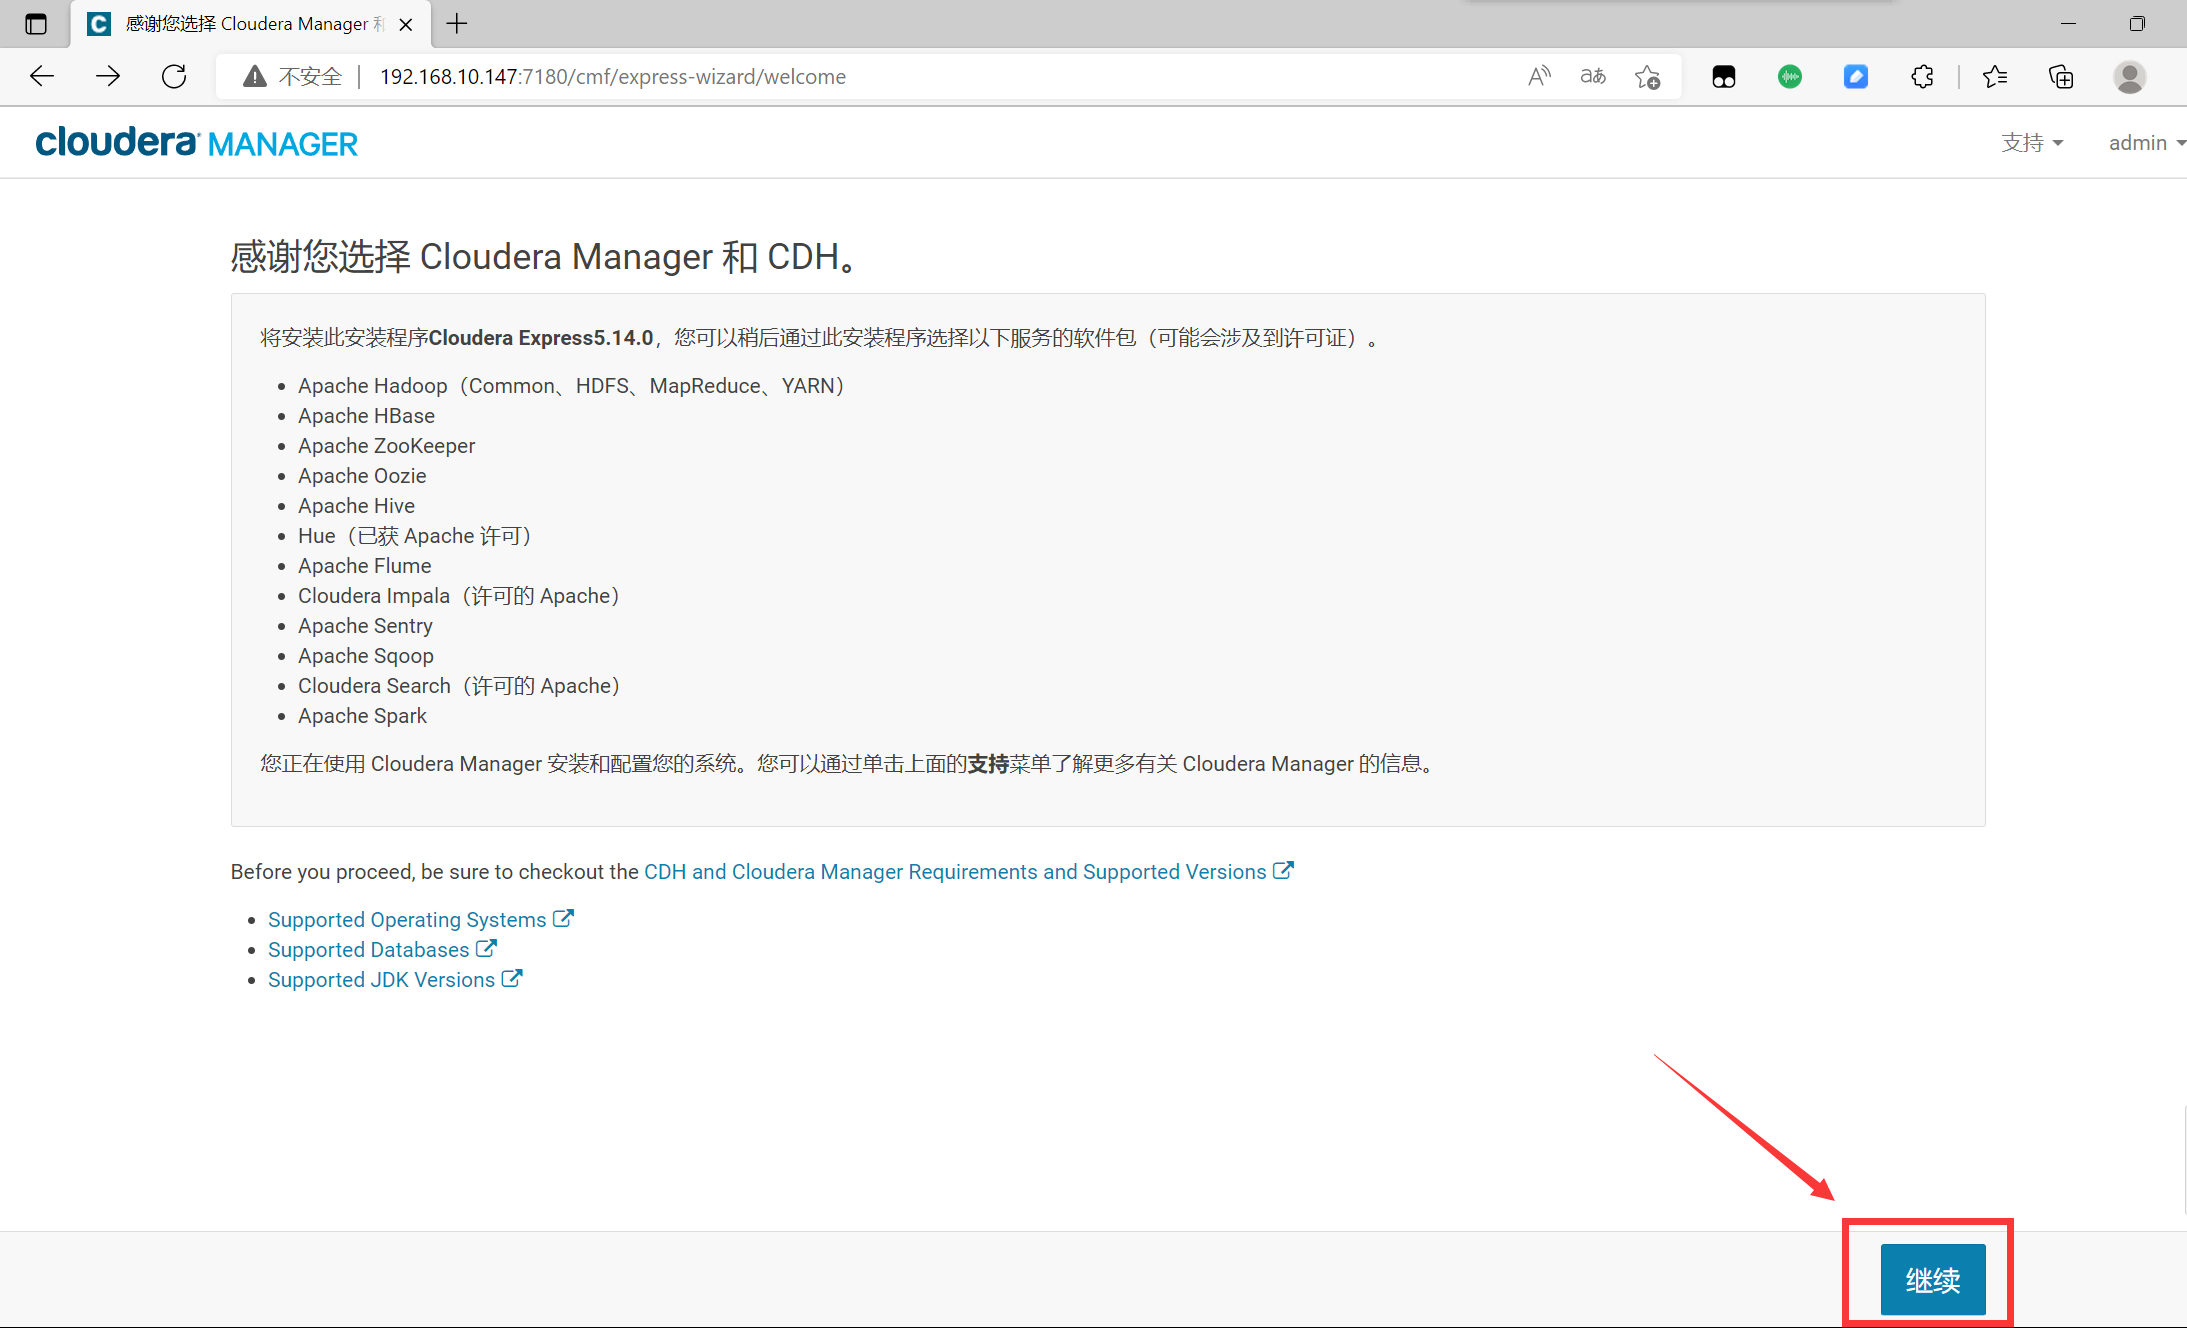 感谢您选择 Cloudera Manager 和
不安全
192.168.10.147:7180/cmf/express-wizard/welcome
cloudera MANAGER
支持
admin
感谢您选择 Cloudera Manager 和 CDH。
将安装此安装程序Cloudera Express5.14.0，您可以稍后通过此安装程序选择以下服务的软件包（可能会涉及到许可证）。
Apache Hadoop（Common、HDFS、MapReduce、YARN）
Apache HBase
Apache ZooKeeper
Apache Oozie
Apache Hive
Hue（已获 Apache 许可）
Apache Flume
Cloudera Impala（许可的 Apache）
Apache Sentry
Apache Sqoop
Cloudera Search（许可的 Apache）
Apache Spark
您正在使用 Cloudera Manager 安装和配置您的系统。您可以通过单击上面的支持菜单了解更多有关 Cloudera Manager 的信息。
Before you proceed, be sure to checkout the CDH and Cloudera Manager Requirements and Supported Versions
Supported Operating Systems
Supported Databases
Supported JDK Versions
继续